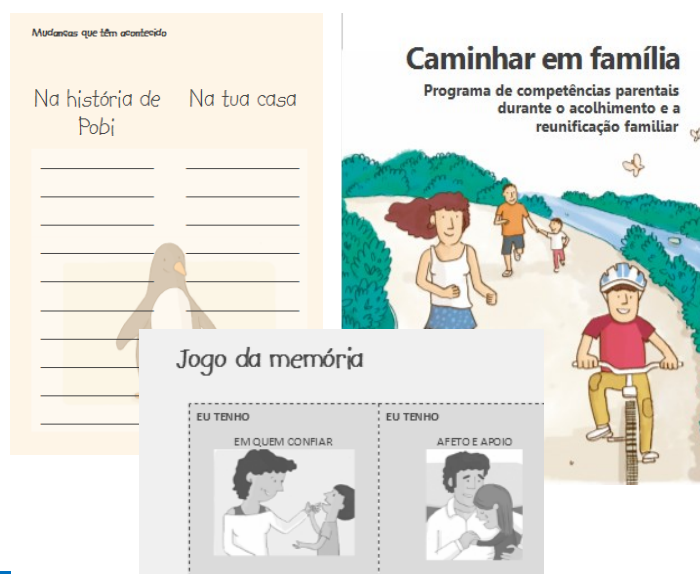 Mudanças que têm acontecido
Na história de
Pobi
Na tua casa
Caminhar em família
Programa de competências parentais
durante o acolhimento e a
reunificação familiar
Jogo da memória
EU TENHO
EM QUEM CONFIAR
EU TENHO
AFETO E APOIO